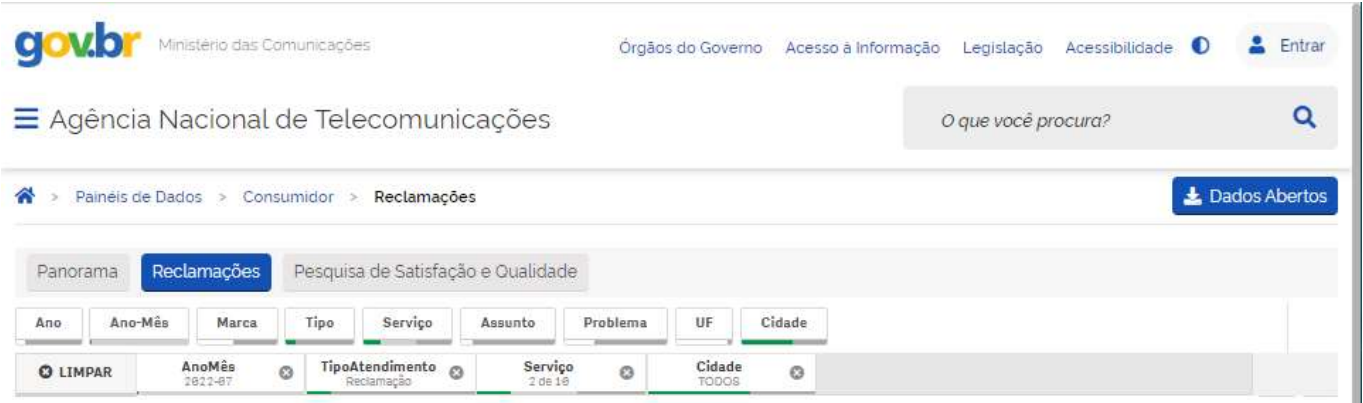 gov.br Ministério das Comunicações Órgãos do Governo Acesso à Informação Legislação Acessibilidade Entrar
Agência Nacional de Telecomunicações O que você procura?
> Painéis de Dados > Consumidor > Reclamações Dados Abertos
Panorama Reclamações Pesquisa de Satisfação e Qualidade
Ano Ano-Mês Marca Tipo Serviço Assunto Problema UF Cidade
LIMPAR AnoMês TipoAtendimento Serviço Cidade
2022-07 Reclamação 2 de 10 TODOS